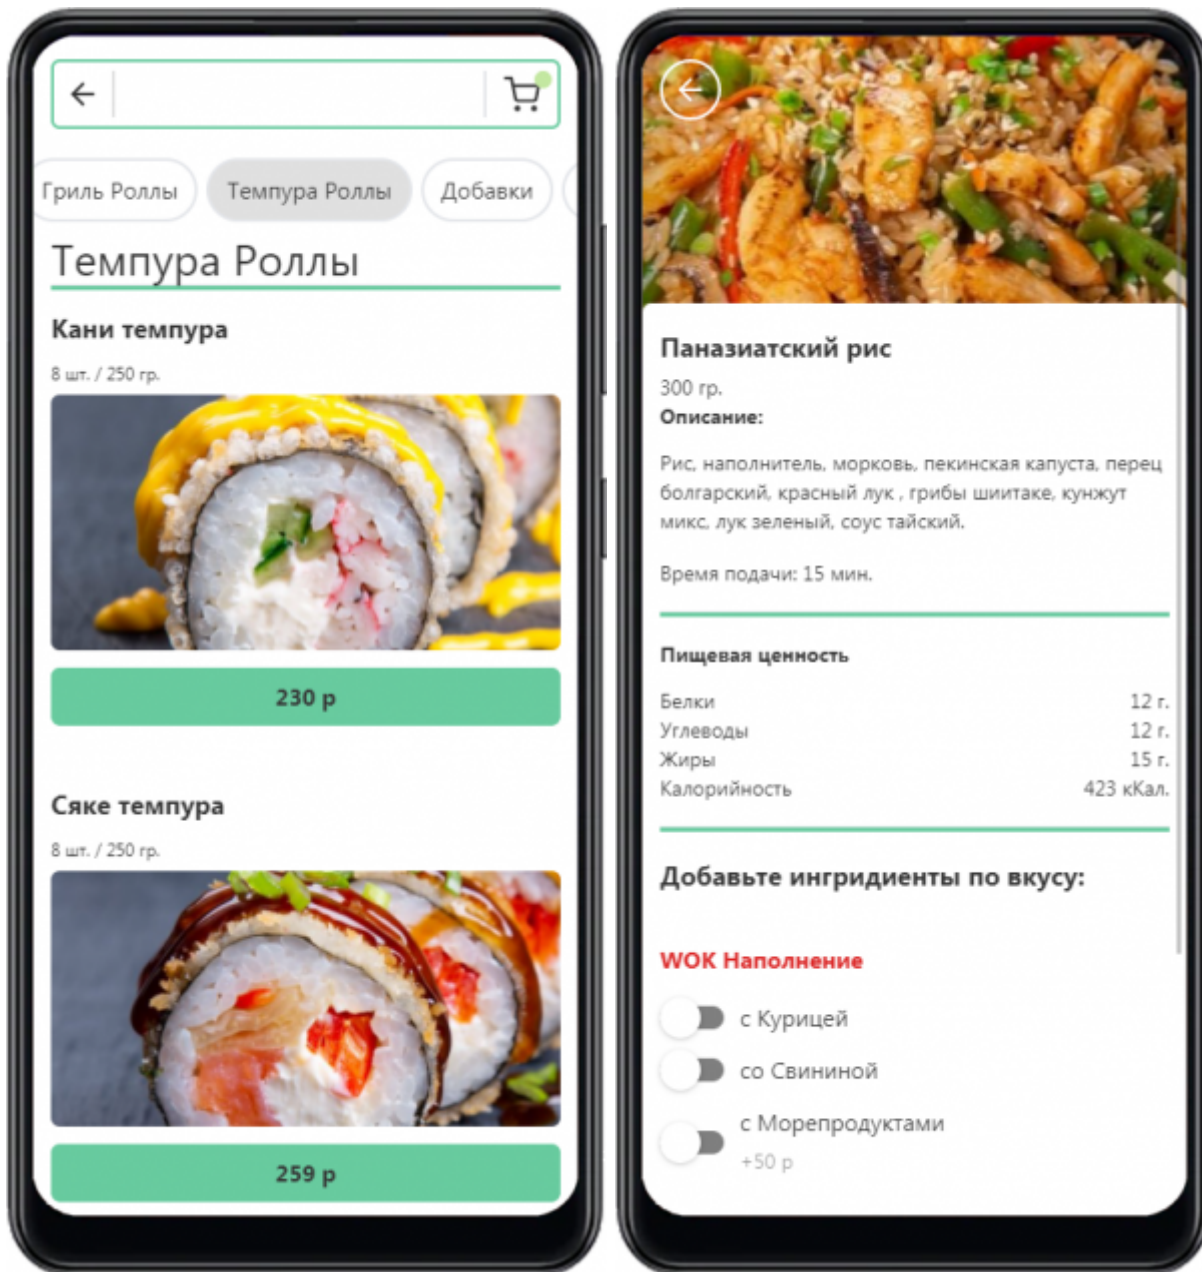 Гриль Роллы
Темпура Роллы
Добавки
Темпура Роллы
Кани темпура
8 шт. / 250 гр.
230 р
Сяке темпура
8 шт. / 250 гр.
259 р
Паназиатский рис
300 гр.
Описание:
Рис, наполнитель, морковь, пекинская капуста, перец
болгарский, красный лук , грибы шиитаке, кунжут
микс, лук зеленый, соус тайский.
Время подачи: 15 мин.
Пищевая ценность
Белки 12 г.
Углеводы 12 г.
Жиры 15 г.
Калорийность 423 кКал.
Добавьте ингридиенты по вкусу:
WOK Наполнение
с Курицей
со Свининой
с Морепродуктами
+50 р